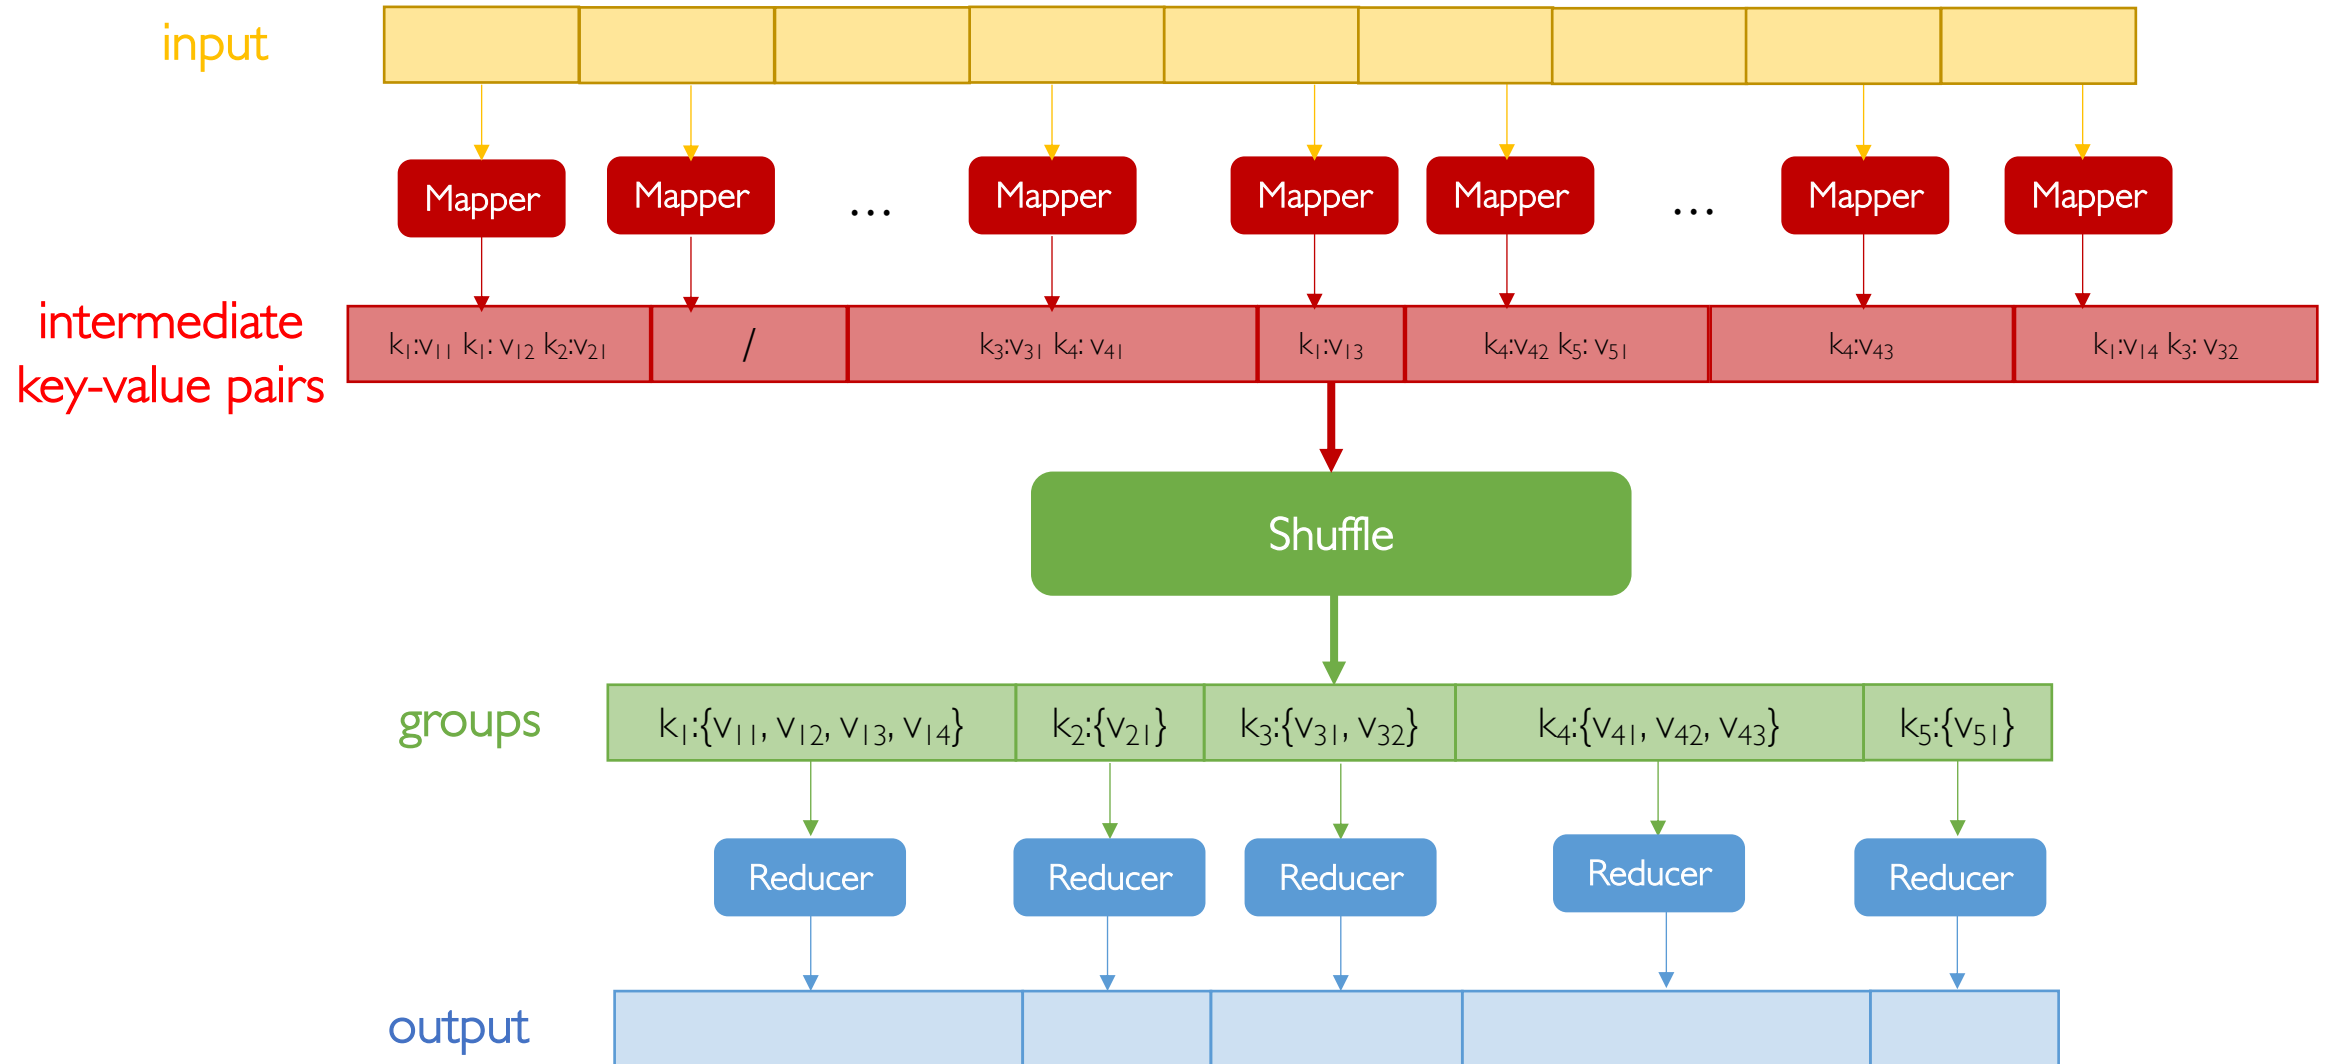 input
Mapper Mapper ... Mapper Mapper Mapper ... Mapper Mapper
intermediate
key-value pairs
k₁:v₁₁ k₁: v₁₂ k₂:v₂₁ / k₃:v₃₁ k₄: v₄₁ k₁:v₁₃ k₄:v₄₂ k₅: v₅₁ k₄:v₄₃ k₁:v₁₄ k₃: v₃₂
Shuffle
groups k₁:{v₁₁, v₁₂, v₁₃, v₁₄} k₂:{v₂₁} k₃:{v₃₁, v₃₂} k₄:{v₄₁, v₄₂, v₄₃} k₅:{v₅₁}
Reducer Reducer Reducer Reducer Reducer
output